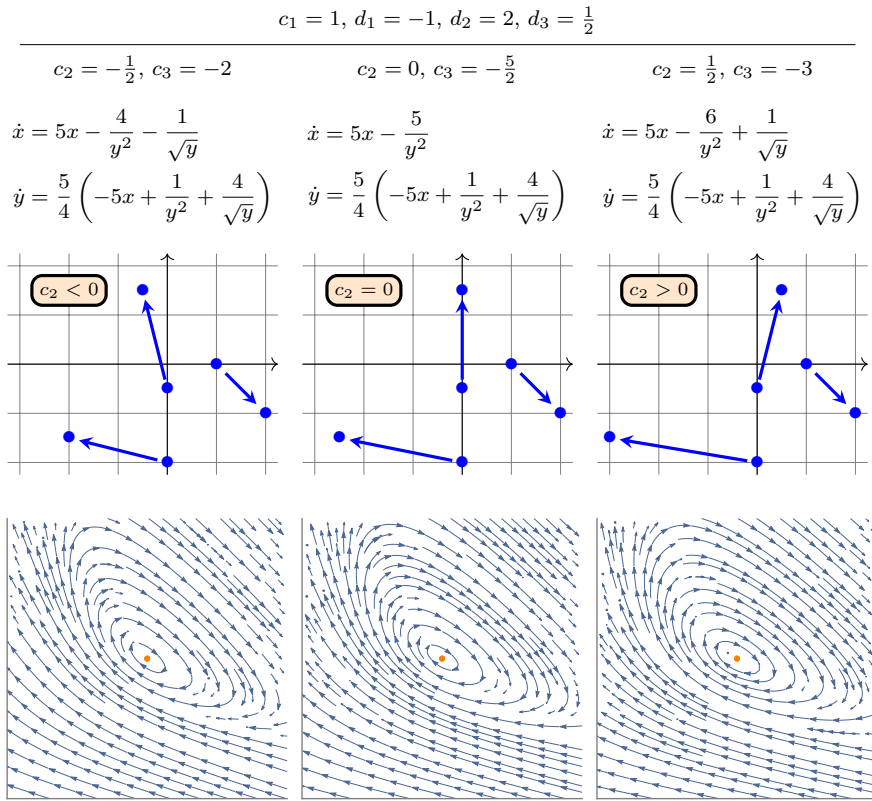 c₁ = 1, d₁ = −1, d₂ = 2, d₃ = 1/2
c₂ = −1/2, c₃ = −2
c₂ = 0, c₃ = −5/2
c₂ = 1/2, c₃ = −3
ẋ = 5x − 4/y² − 1/√y
ẋ = 5x − 5/y²
ẋ = 5x − 6/y² + 1/√y
ẏ = 5/4 (−5x + 1/y² + 4/√y)
ẏ = 5/4 (−5x + 1/y² + 4/√y)
ẏ = 5/4 (−5x + 1/y² + 4/√y)
c₂ < 0
c₂ = 0
c₂ > 0